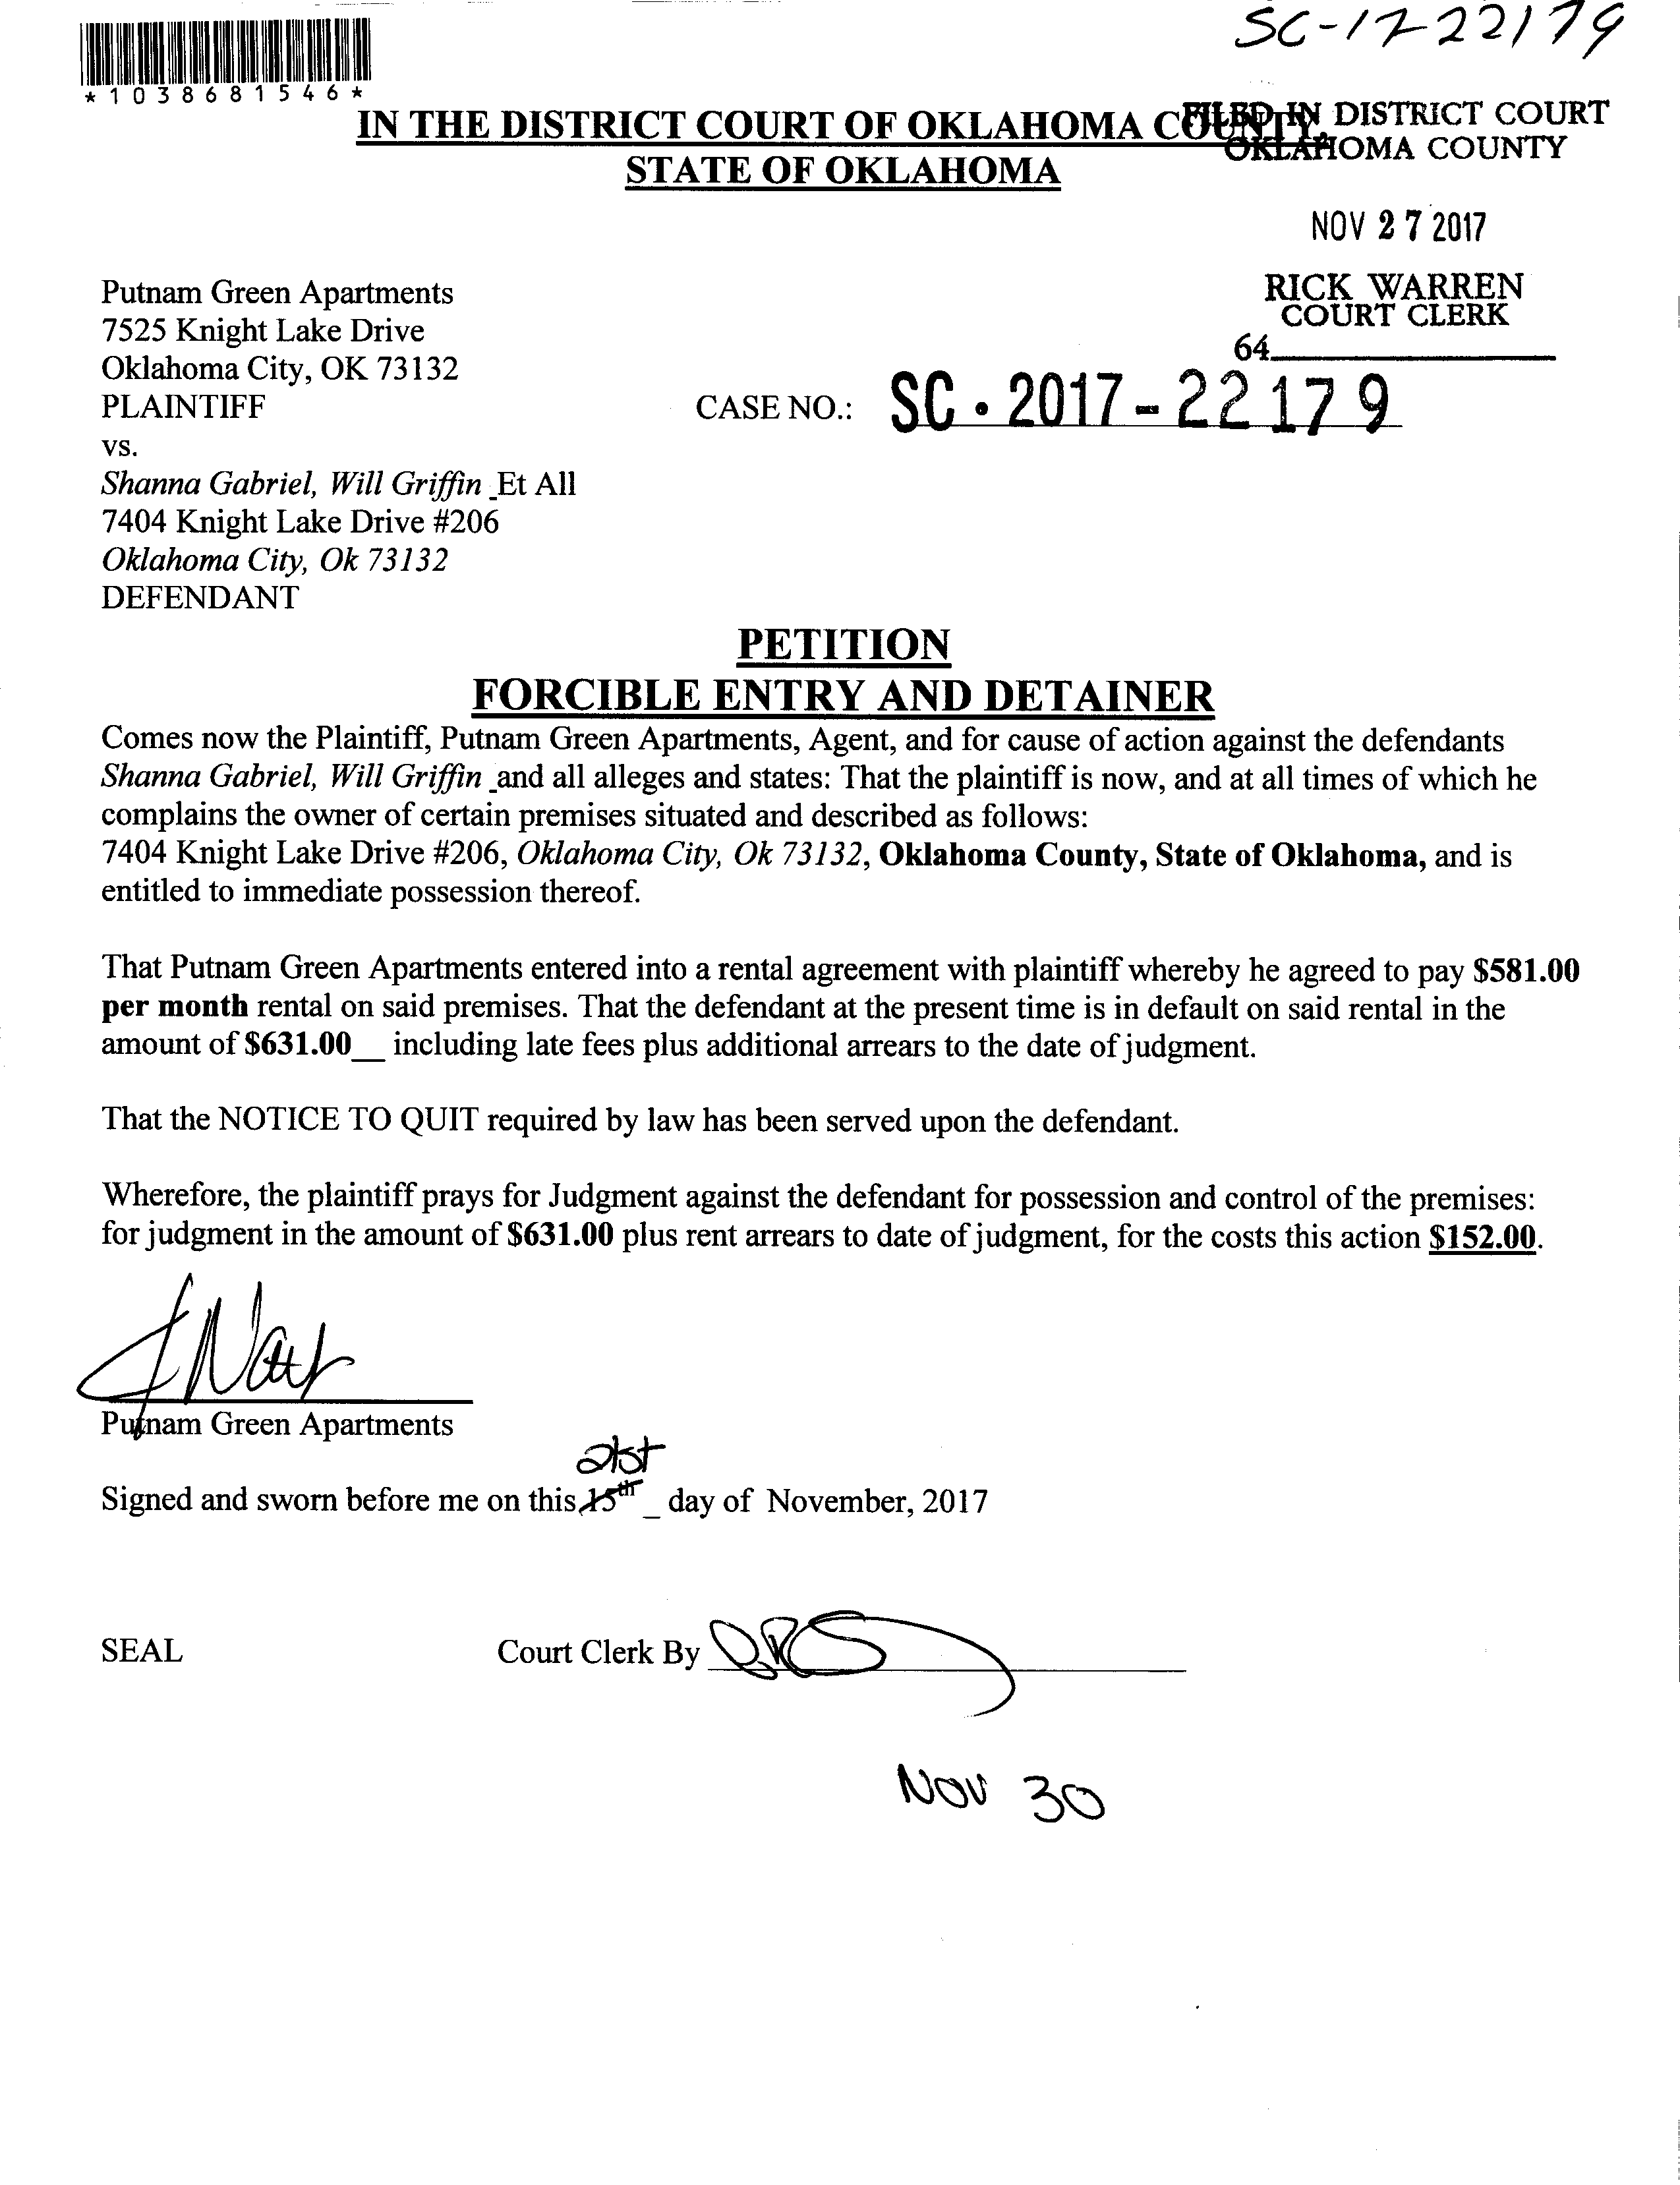 SC-17-22179
*1038681546*
IN THE DISTRICT COURT OF OKLAHOMA COUNTY,
STATE OF OKLAHOMA
FILED IN DISTRICT COURT
OKLAHOMA COUNTY
NOV 27 2017
RICK WARREN
COURT CLERK
64
Putnam Green Apartments
7525 Knight Lake Drive
Oklahoma City, OK 73132
PLAINTIFF
CASE NO.: SC - 2017 - 22179
vs.
Shanna Gabriel, Will Griffin _Et All
7404 Knight Lake Drive #206
Oklahoma City, Ok 73132
DEFENDANT
PETITION
FORCIBLE ENTRY AND DETAINER
Comes now the Plaintiff, Putnam Green Apartments, Agent, and for cause of action against the defendants
Shanna Gabriel, Will Griffin _and all alleges and states: That the plaintiff is now, and at all times of which he
complains the owner of certain premises situated and described as follows:
7404 Knight Lake Drive #206, Oklahoma City, Ok 73132, Oklahoma County, State of Oklahoma, and is
entitled to immediate possession thereof.
That Putnam Green Apartments entered into a rental agreement with plaintiff whereby he agreed to pay $581.00
per month rental on said premises. That the defendant at the present time is in default on said rental in the
amount of $631.00__ including late fees plus additional arrears to the date of judgment.
That the NOTICE TO QUIT required by law has been served upon the defendant.
Wherefore, the plaintiff prays for Judgment against the defendant for possession and control of the premises:
for judgment in the amount of $631.00 plus rent arrears to date of judgment, for the costs this action $152.00.
Putnam Green Apartments
21st
Signed and sworn before me on this 15th _ day of November, 2017
SEAL
Court Clerk By
NOV 30